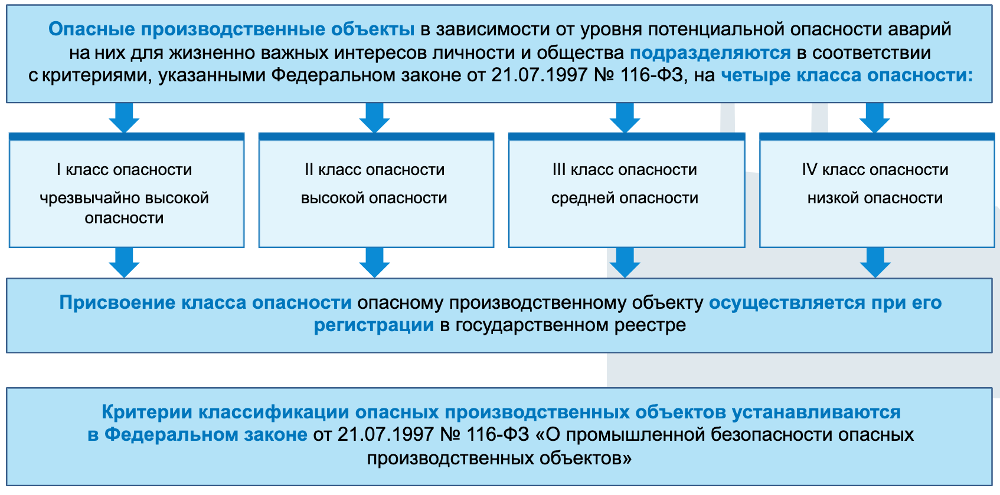 Опасные производственные объекты в зависимости от уровня потенциальной опасности аварий
на них для жизненно важных интересов личности и общества подразделяются в соответствии
с критериями, указанными Федеральном законе от 21.07.1997 № 116-ФЗ, на четыре класса опасности:
I класс опасности
чрезвычайно высокой
опасности
II класс опасности
высокой опасности
III класс опасности
средней опасности
IV класс опасности
низкой опасности
Присвоение класса опасности опасному производственному объекту осуществляется при его
регистрации в государственном реестре
Критерии классификации опасных производственных объектов устанавливаются
в Федеральном законе от 21.07.1997 № 116-ФЗ «О промышленной безопасности опасных
производственных объектов»